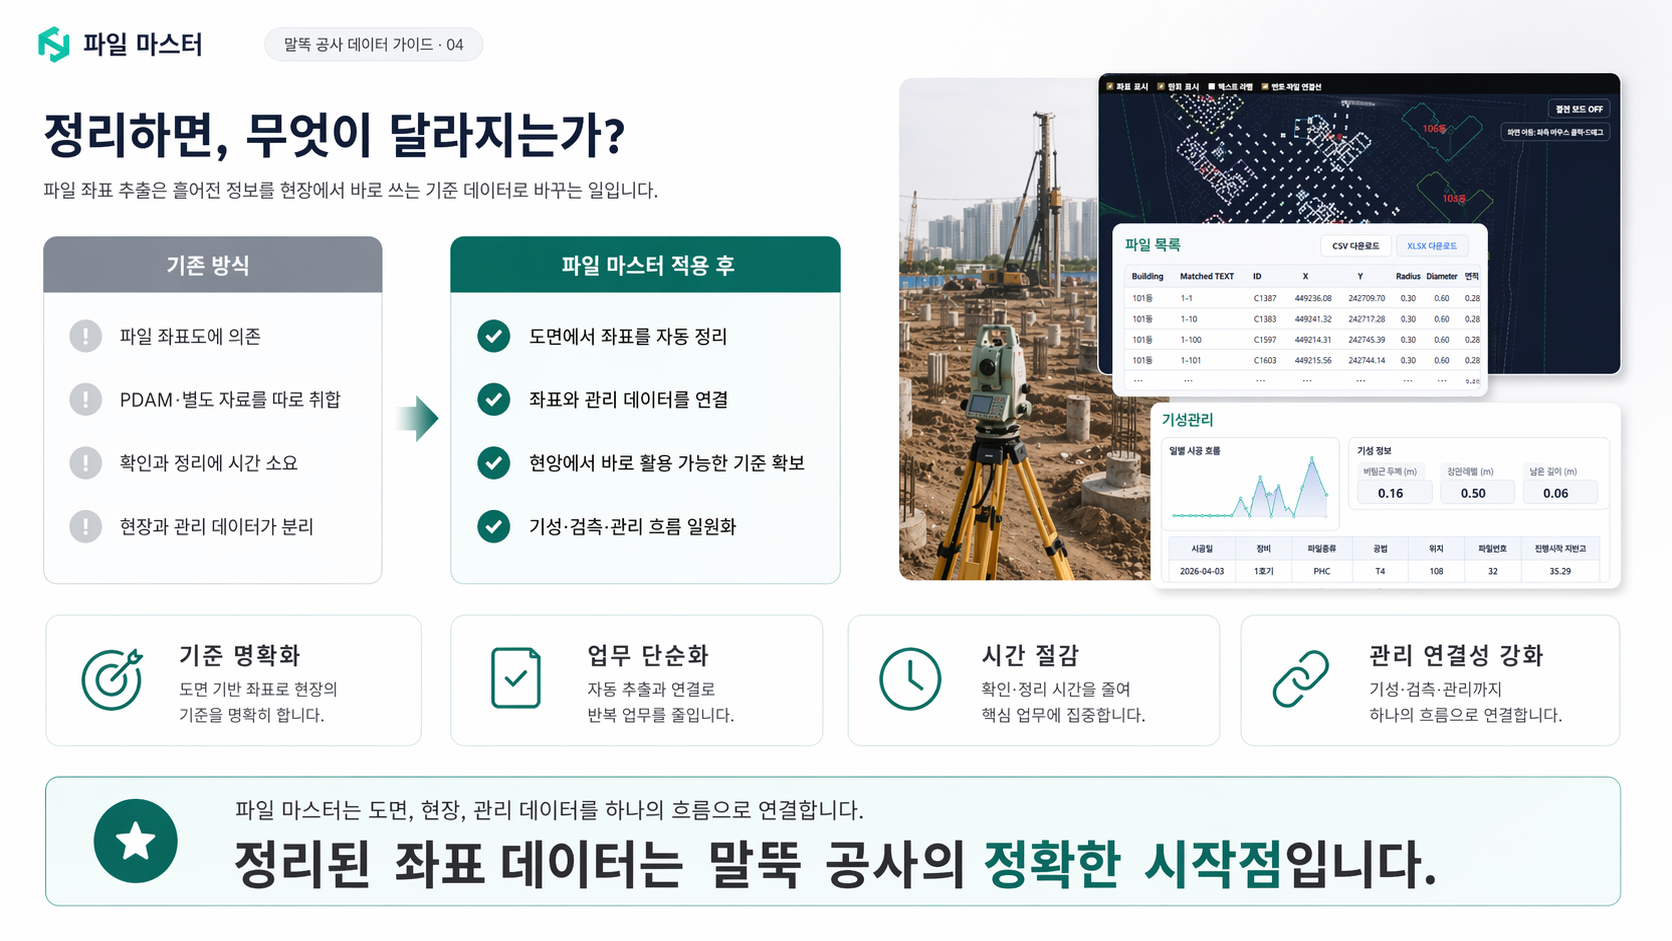 파일 마스터
말뚝 공사 데이터 가이드 · 04
정리하면, 무엇이 달라지는가?
파일 좌표 추출은 흩어전 정보를 현장에서 바로 쓰는 기준 데이터로 바꾸는 일입니다.
기존 방식
파일 좌표도에 의존
PDAM·별도 자료를 따로 취합
확인과 정리에 시간 소요
현장과 관리 데이터가 분리
파일 마스터 적용 후
도면에서 좌표를 자동 정리
좌표와 관리 데이터를 연결
현앙에서 바로 활용 가능한 기준 확보
기성·검측·관리 흐름 일원화
좌표 표시
텍스트 라벨
모드 OFF
106동
105동
파일 목록
CSV 다운로드
XLSX 다운로드
Building Matched TEXT ID X Y Radius Diameter 면적
101동 1-1 C1387 449236.08 242709.70 0.30 0.60 0.28
101동 1-10 C1383 449241.32 242717.28 0.30 0.60 0.28
101동 1-100 C1597 449214.31 242745.39 0.30 0.60 0.28
101동 1-101 C1603 449215.56 242744.14 0.30 0.60 0.28
... ... ... ... ... ... ...
기성관리
일별 시공 흐름
기성 정보
(m) (m) 남은 길이 (m)
0.16 0.50 0.06
시공일 장비 파일종류 공법 위치 파일번호
2026-04-03 1호기 PHC T4 108 32 35.29
기준 명확화
도면 기반 좌표로 현장의
기준을 명확히 합니다.
업무 단순화
자동 추출과 연결로
반복 업무를 줄입니다.
시간 절감
확인·정리 시간을 줄여
핵심 업무에 집중합니다.
관리 연결성 강화
기성·검측·관리까지
하나의 흐름으로 연결합니다.
파일 마스터는 도면, 현장, 관리 데이터를 하나의 흐름으로 연결합니다.
정리된 좌표 데이터는 말뚝 공사의 정확한 시작점입니다.